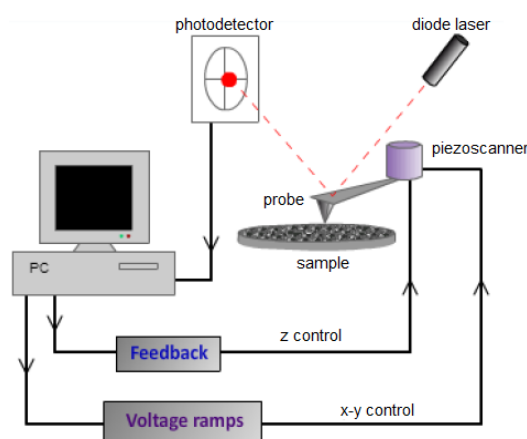 photodetector
diode laser
piezoscanner
probe
sample
PC
z control
Feedback
x-y control
Voltage ramps